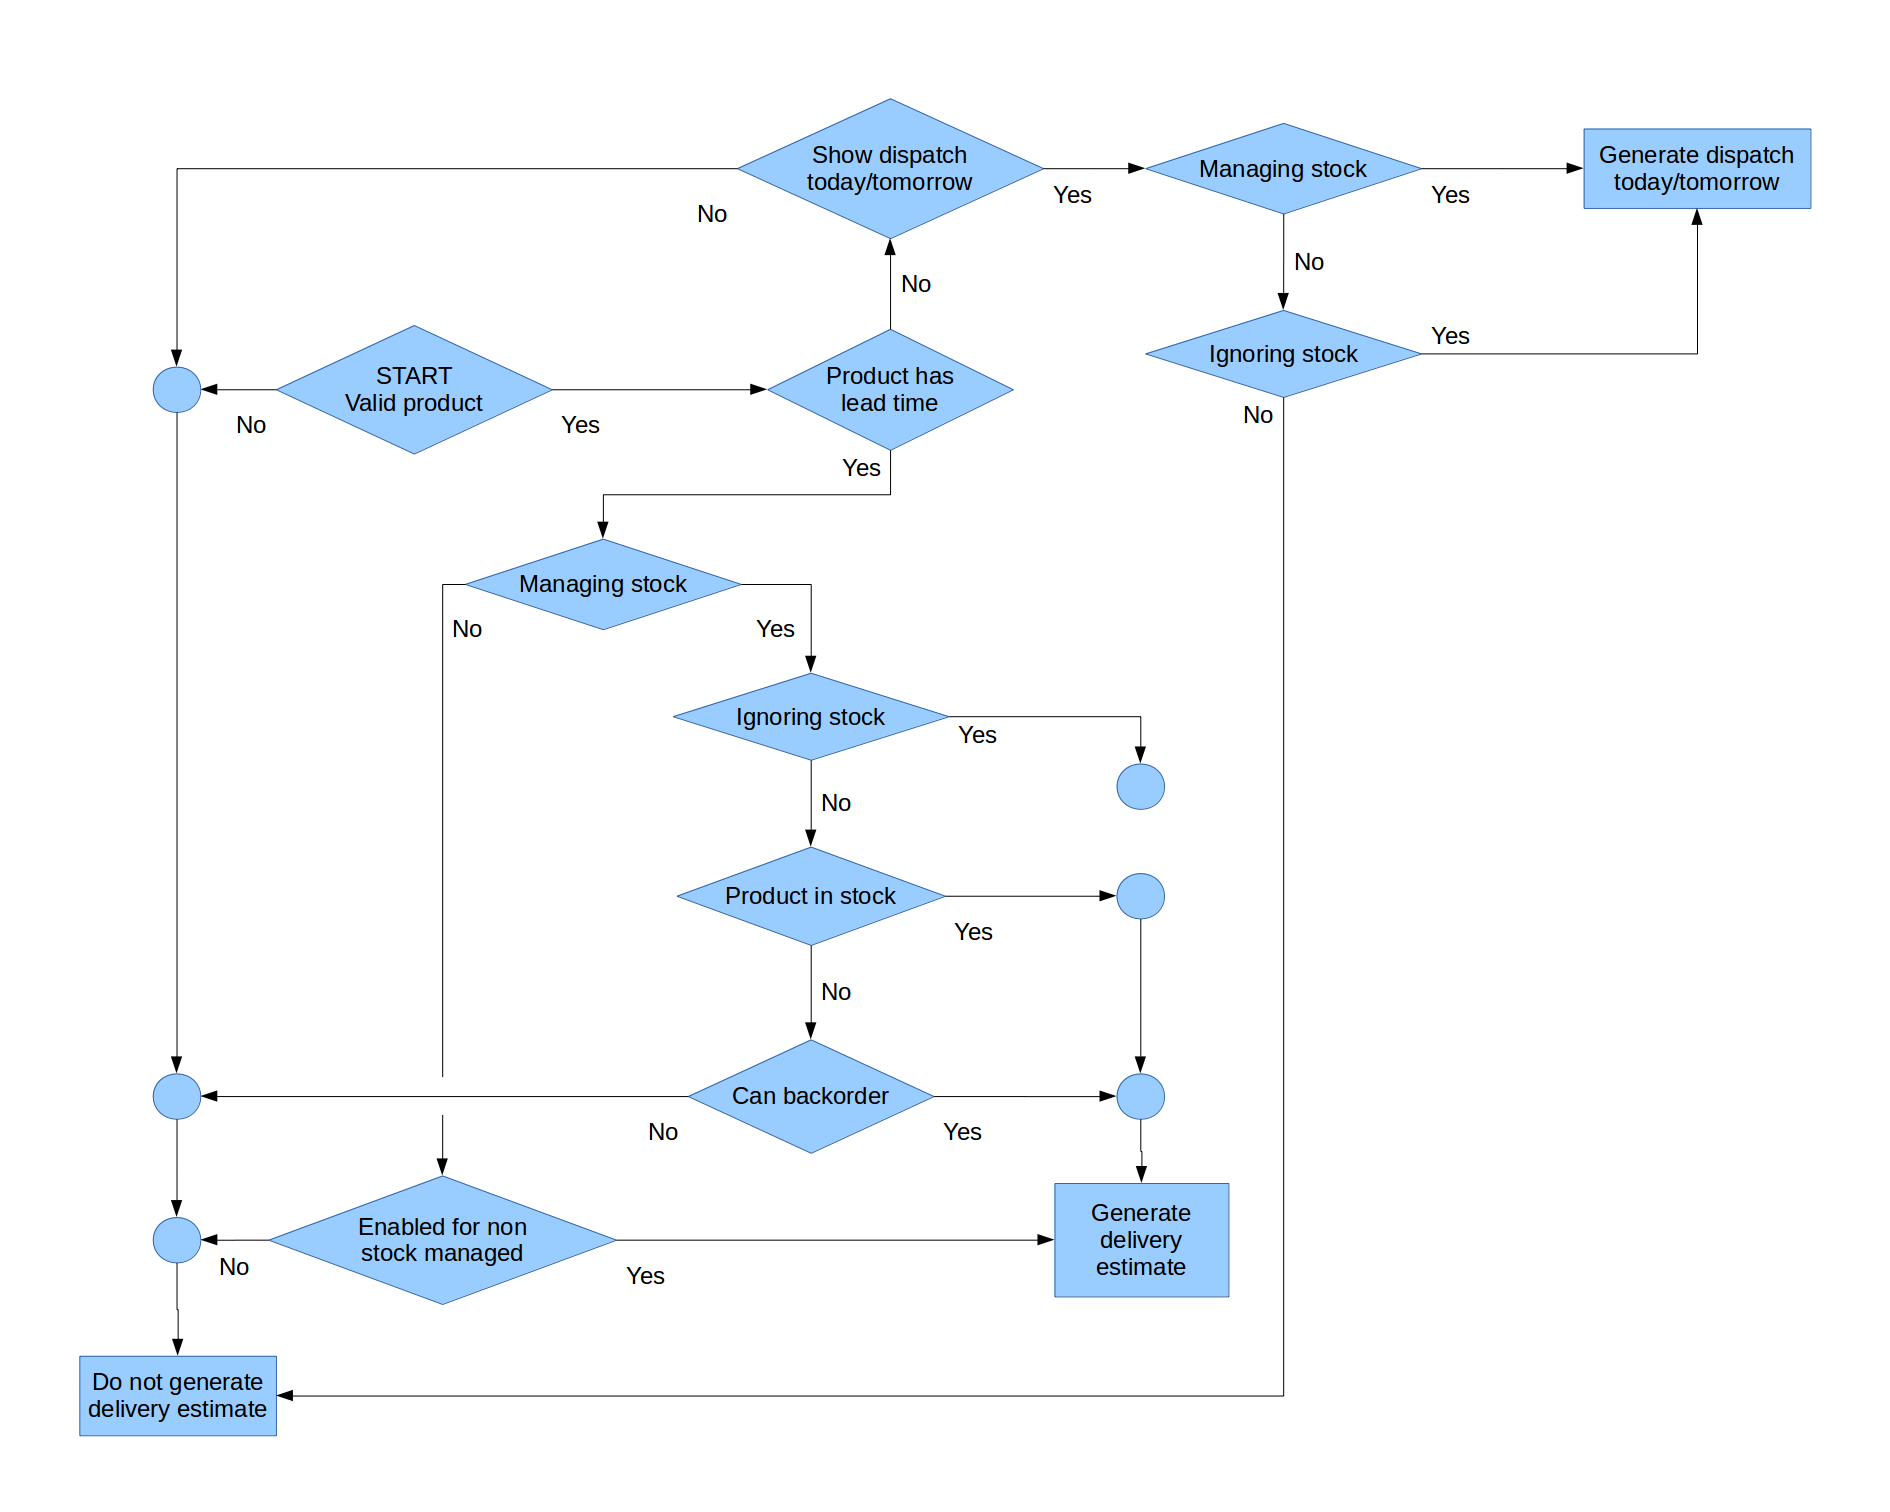 Show dispatch
today/tomorrow
Managing stock
Generate dispatch
today/tomorrow
Yes
Yes
No
No
No
START
Valid product
Product has
lead time
Ignoring stock
Yes
No
Yes
No
Yes
Managing stock
No
Yes
Ignoring stock
Yes
No
Product in stock
Yes
No
Can backorder
No
Yes
Enabled for non
stock managed
Generate
delivery
estimate
No
Yes
Do not generate
delivery estimate